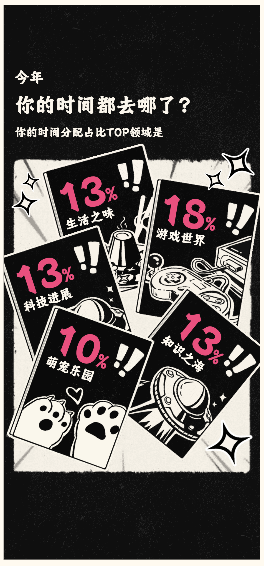 今年
你的时间都去哪了？
你的时间分配占比TOP领域是
13%
生活之味
18%
游戏世界
13%
科技进展
13%
知识之海
10%
萌宠乐园